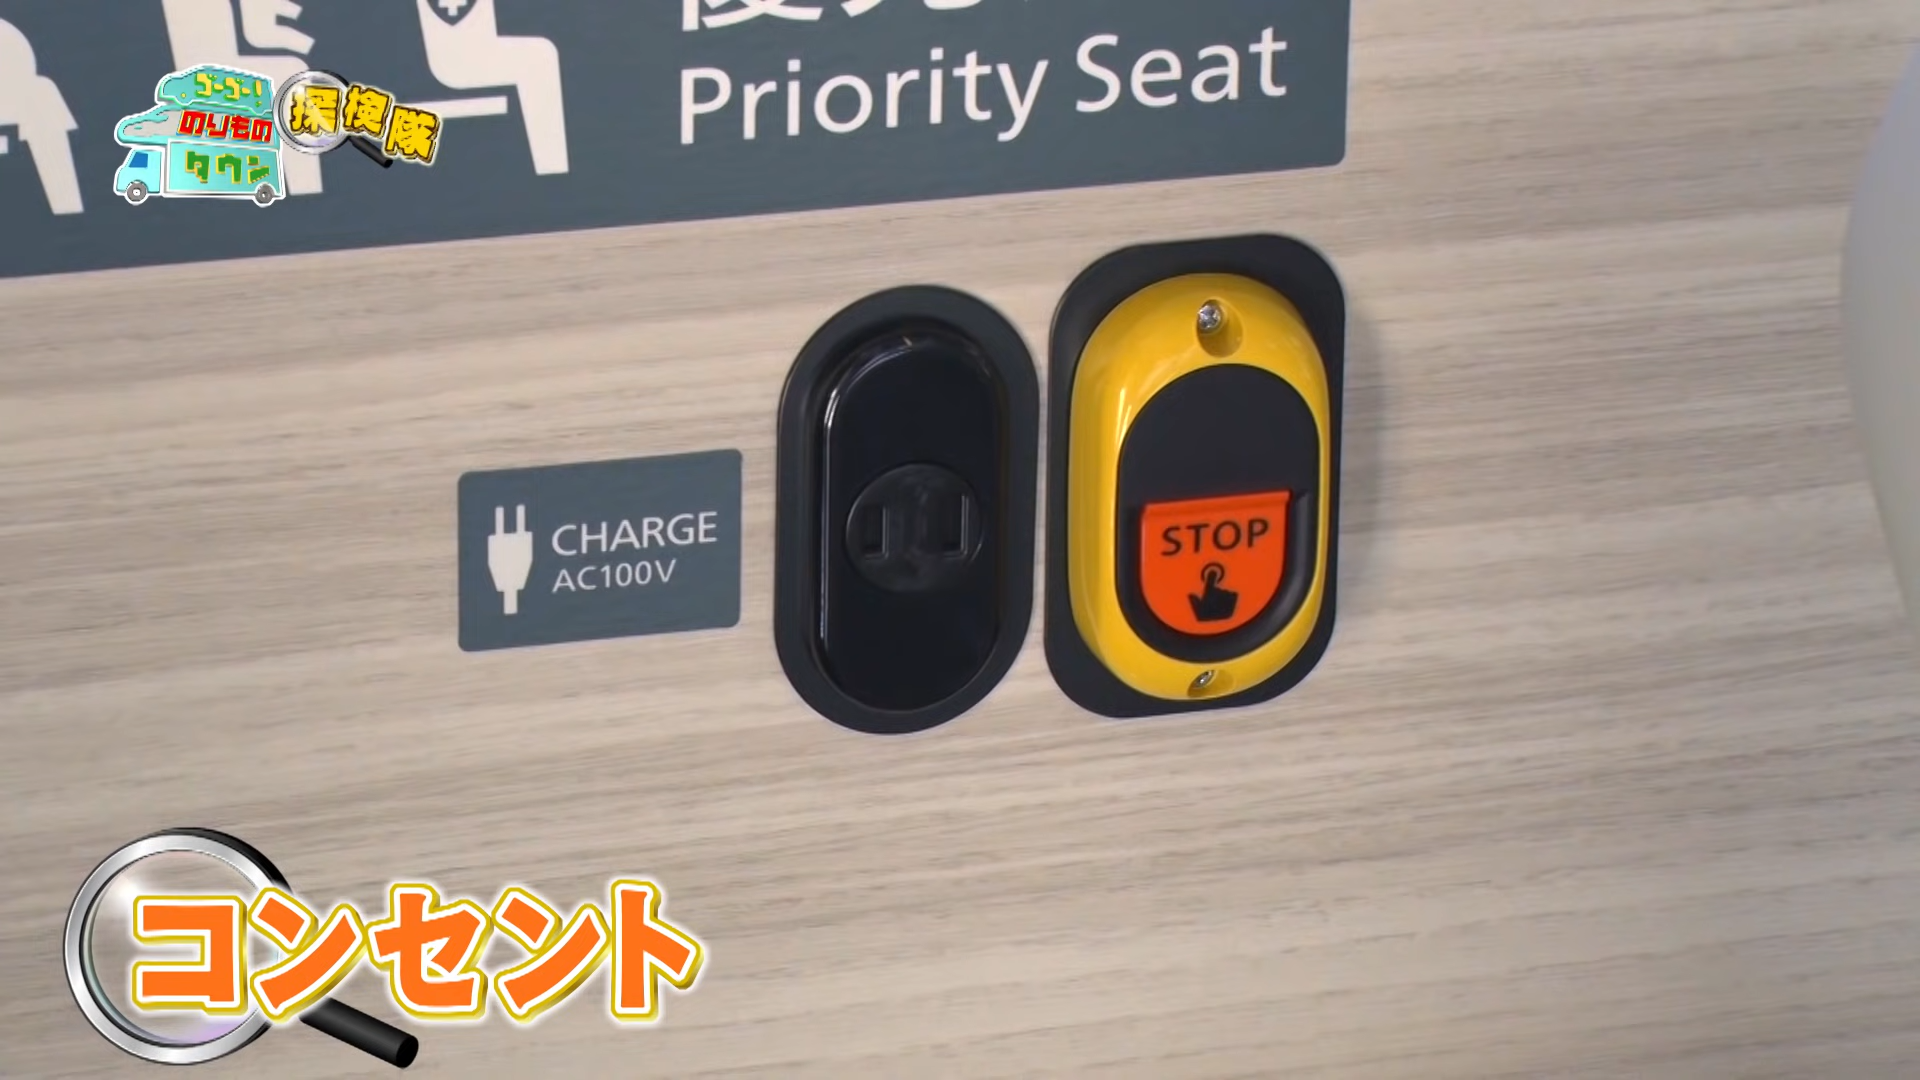 Priority Seat
ゴーゴー!
のりもの
タウン
探検隊
CHARGE
AC100V
STOP
コンセント